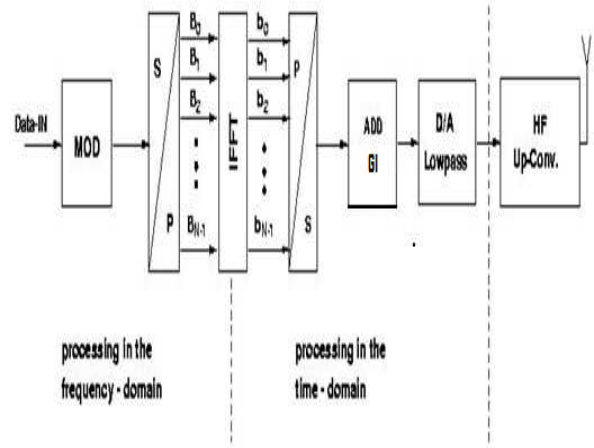 Data-IN
MOD
S
P
B0
B1
B2
BN-1
IFFT
b0
b1
b2
bN-1
P
S
ADD
GI
D/A
Lowpass
HF
Up-Conv.
processing in the
frequency - domain
processing in the
time - domain